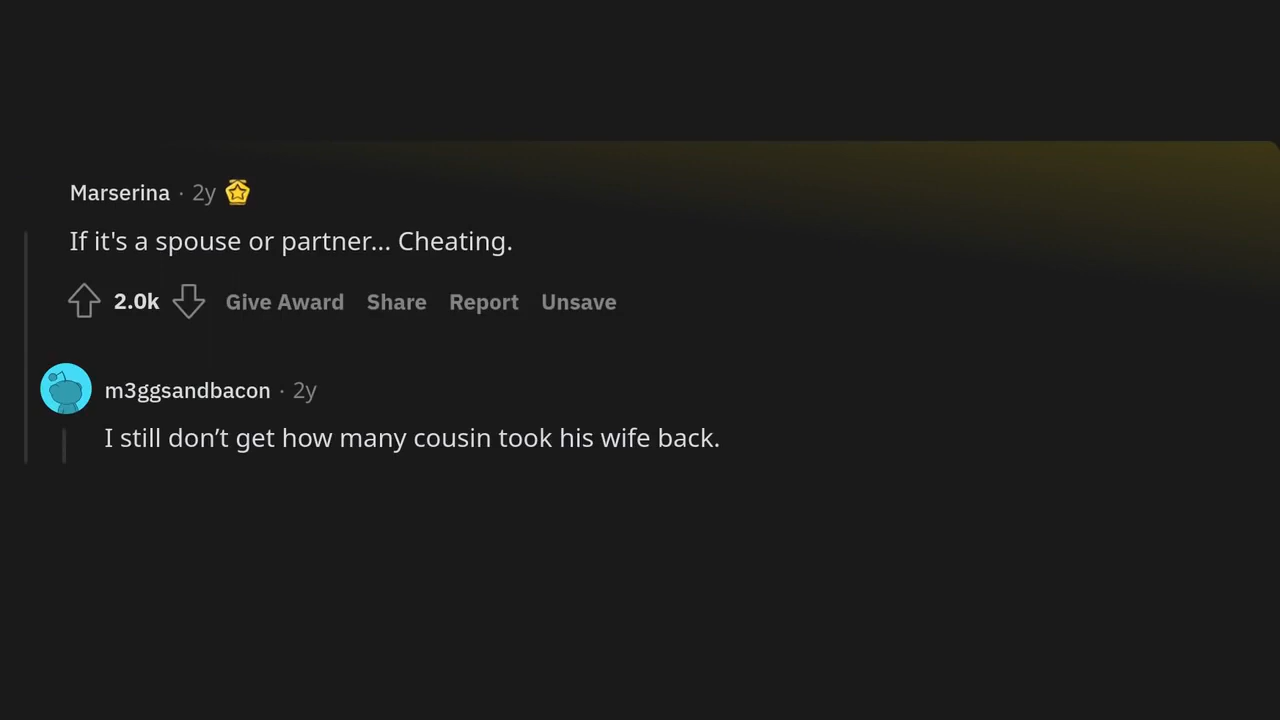 Marserina · 2y
If it's a spouse or partner... Cheating.
2.0k Give Award Share Report Unsave
m3ggsandbacon · 2y
I still don’t get how many cousin took his wife back.